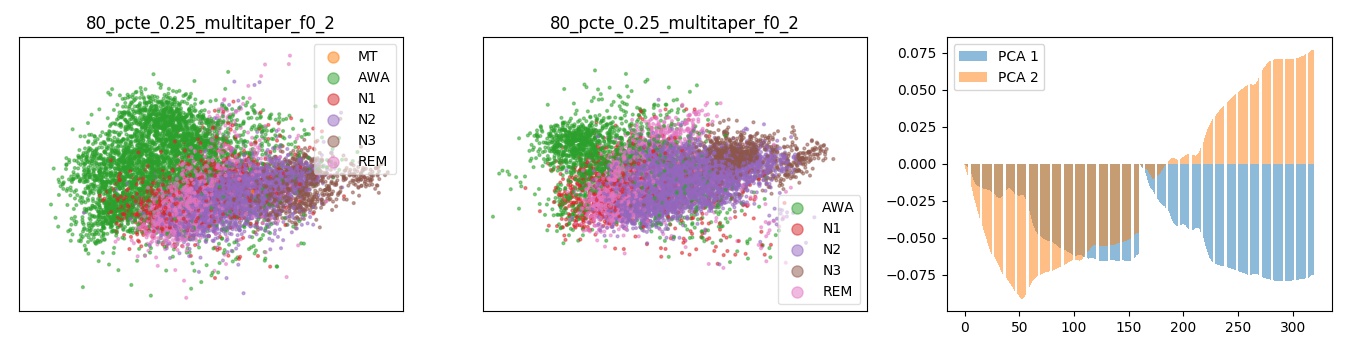 80_pcte_0.25_multitaper_f0_2
MT
AWA
N1
N2
N3
REM
80_pcte_0.25_multitaper_f0_2
AWA
N1
N2
N3
REM
PCA 1
PCA 2
0.075
0.050
0.025
0.000
−0.025
−0.050
−0.075
0 50 100 150 200 250 300